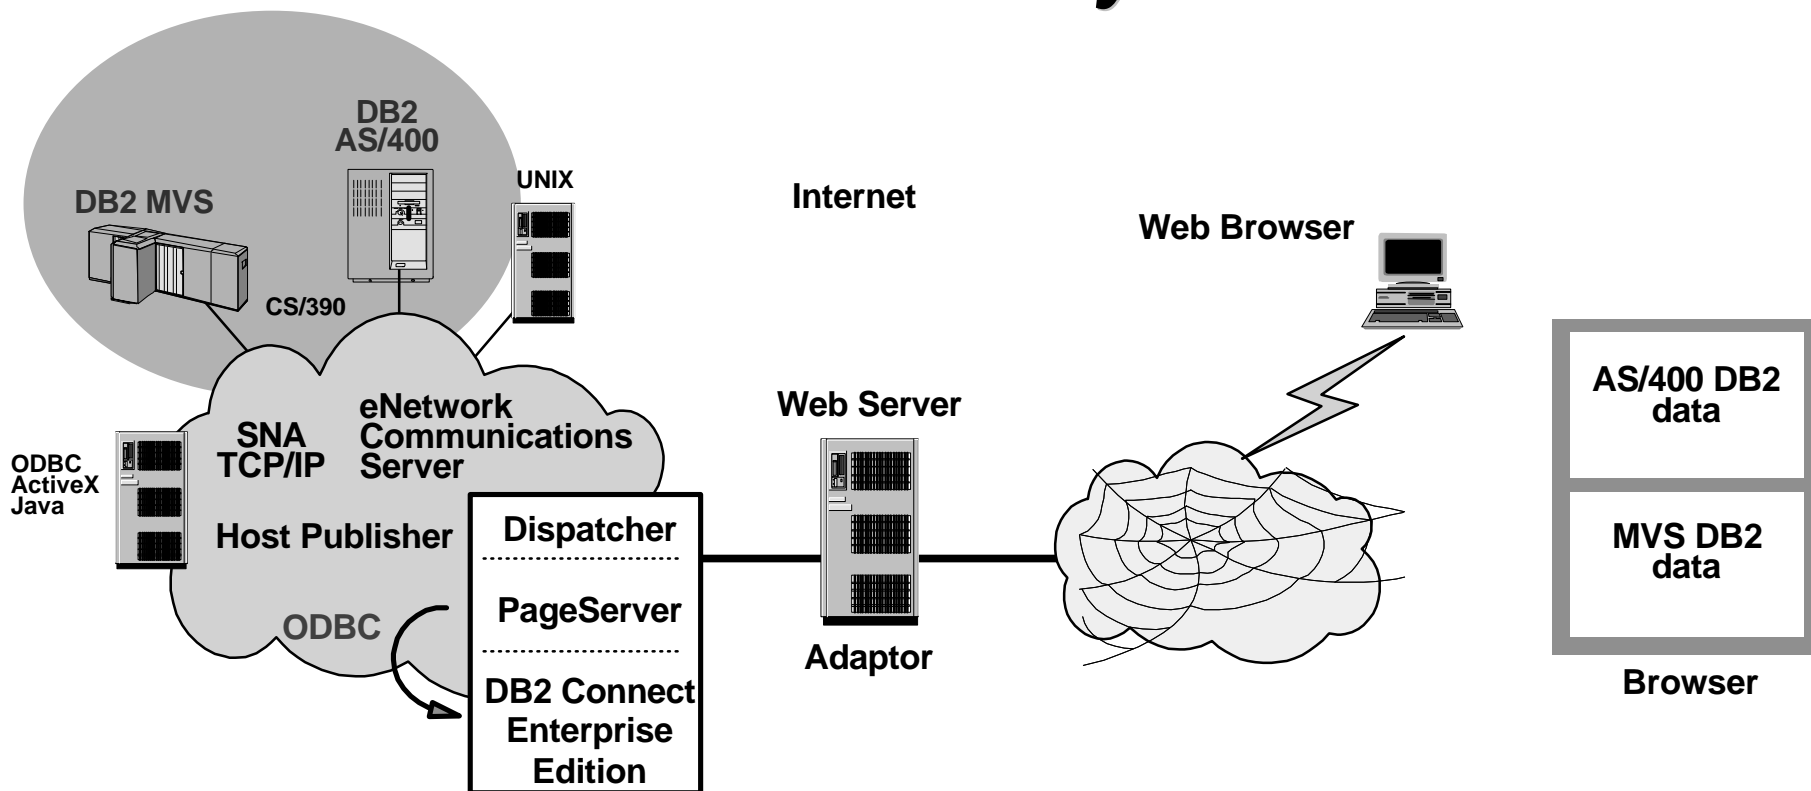 DB2
AS/400
UNIX
DB2 MVS
CS/390
Internet
Web Browser
eNetwork
Communications
Server
SNA
TCP/IP
ODBC
ActiveX
Java
Host Publisher
ODBC
Dispatcher
PageServer
DB2 Connect
Enterprise
Edition
Web Server
Adaptor
AS/400 DB2
data
MVS DB2
data
Browser